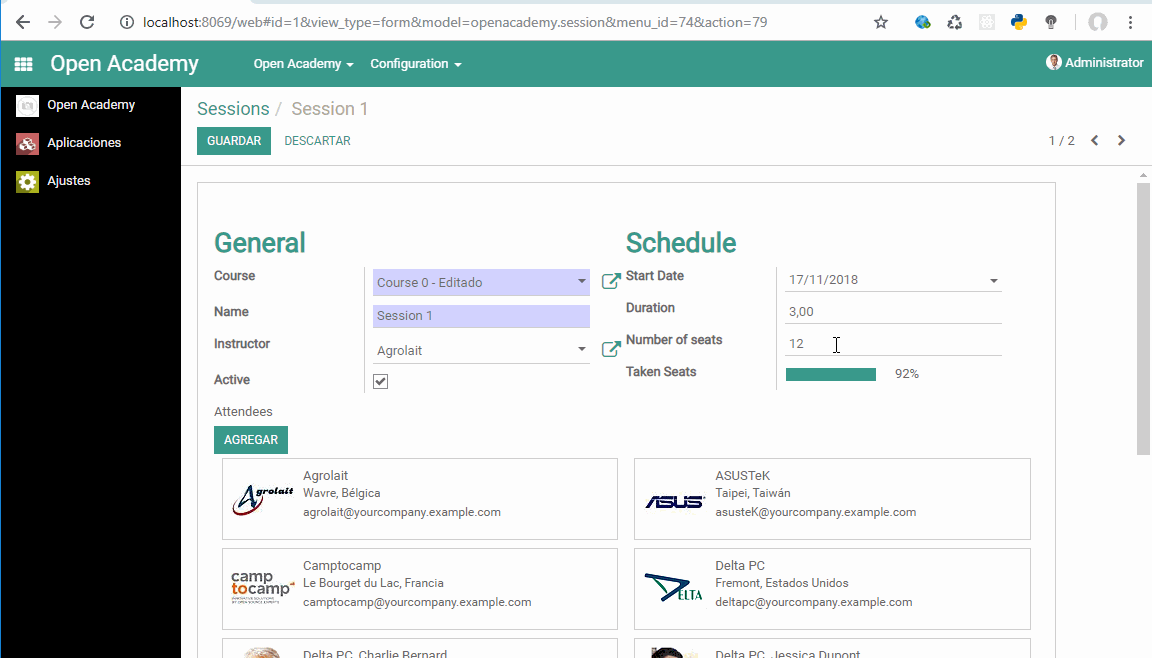 localhost:8069/web#id=1&view_type=form&model=openacademy.session&menu_id=74&action=79
Open Academy
Open Academy
Configuration
Administrator
Open Academy
Aplicaciones
Ajustes
Sessions / Session 1
GUARDAR
DESCARTAR
1 / 2
General
Course
Course 0 - Editado
Name
Session 1
Instructor
Agrolait
Active
Schedule
Start Date
17/11/2018
Duration
3,00
Number of seats
12
Taken Seats
92%
Attendees
AGREGAR
Agrolait
Agrolait
Wavre, Bélgica
agrolait@yourcompany.example.com
ASUS
ASUSTeK
Taipei, Taiwán
asusteK@yourcompany.example.com
camp
tocamp
Camptocamp
Le Bourget du Lac, Francia
camptocamp@yourcompany.example.com
DELTA
Delta PC
Fremont, Estados Unidos
deltapc@yourcompany.example.com
Delta PC, Charlie Bernard
Delta PC, Jessica Dupont